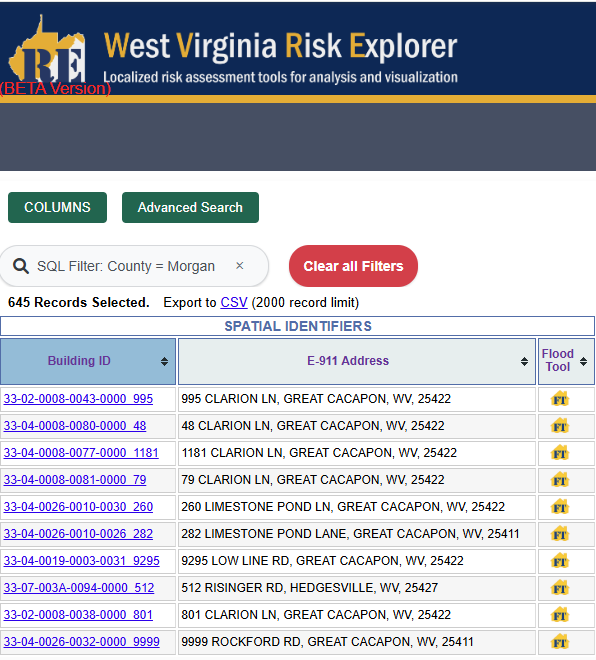 West Virginia Risk Explorer
RE
Localized risk assessment tools for analysis and visualization
(BETA Version)
COLUMNS Advanced Search
SQL Filter: County = Morgan × Clear all Filters
645 Records Selected. Export to CSV (2000 record limit)
SPATIAL IDENTIFIERS
Building ID E-911 Address Flood Tool
33-02-0008-0043-0000_995 995 CLARION LN, GREAT CACAPON, WV, 25422 FT
33-04-0008-0080-0000_48 48 CLARION LN, GREAT CACAPON, WV, 25422 FT
33-04-0008-0077-0000_1181 1181 CLARION LN, GREAT CACAPON, WV, 25422 FT
33-04-0008-0081-0000_79 79 CLARION LN, GREAT CACAPON, WV, 25422 FT
33-04-0026-0010-0030_260 260 LIMESTONE POND LN, GREAT CACAPON, WV, 25422 FT
33-04-0026-0010-0026_282 282 LIMESTONE POND LANE, GREAT CACAPON, WV, 25411 FT
33-04-0019-0003-0031_9295 9295 LOW LINE RD, GREAT CACAPON, WV, 25422 FT
33-07-003A-0094-0000_512 512 RISINGER RD, HEDGESVILLE, WV, 25427 FT
33-02-0008-0038-0000_801 801 CLARION LN, GREAT CACAPON, WV, 25422 FT
33-04-0026-0032-0000_9999 9999 ROCKFORD RD, GREAT CACAPON, WV, 25411 FT